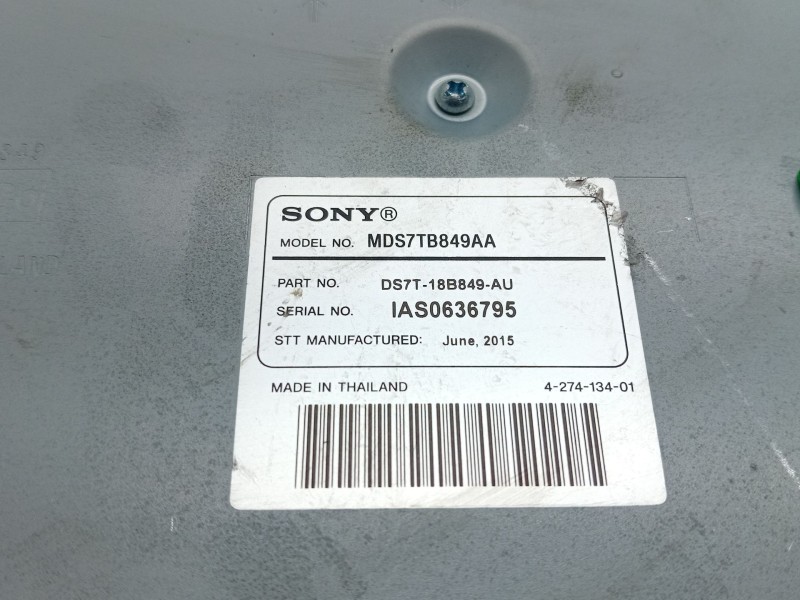 SONY®
MODEL NO. MDS7TB849AA
PART NO. DS7T-18B849-AU
SERIAL NO. IAS0636795
STT MANUFACTURED: June, 2015
MADE IN THAILAND 4-274-134-01